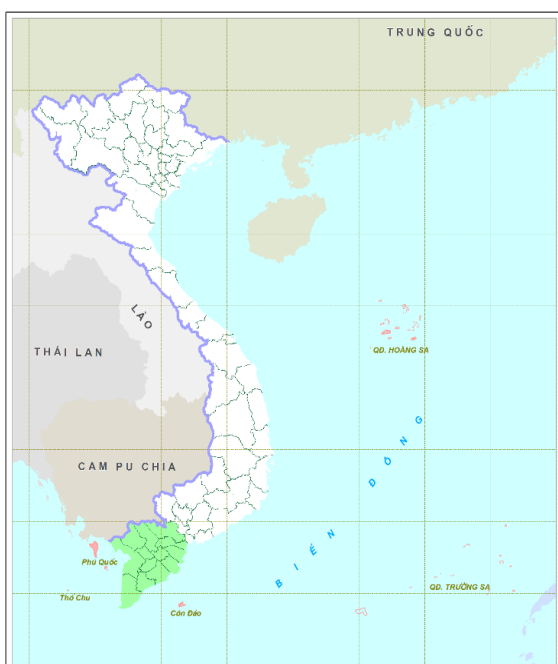 TRUNG QUỐC
LÀO
THÁI LAN
QĐ. HOÀNG SA
CAM PU CHIA
BIỂN ĐÔNG
Phú Quốc
Thổ Chu
Côn Đảo
QĐ. TRƯỜNG SA